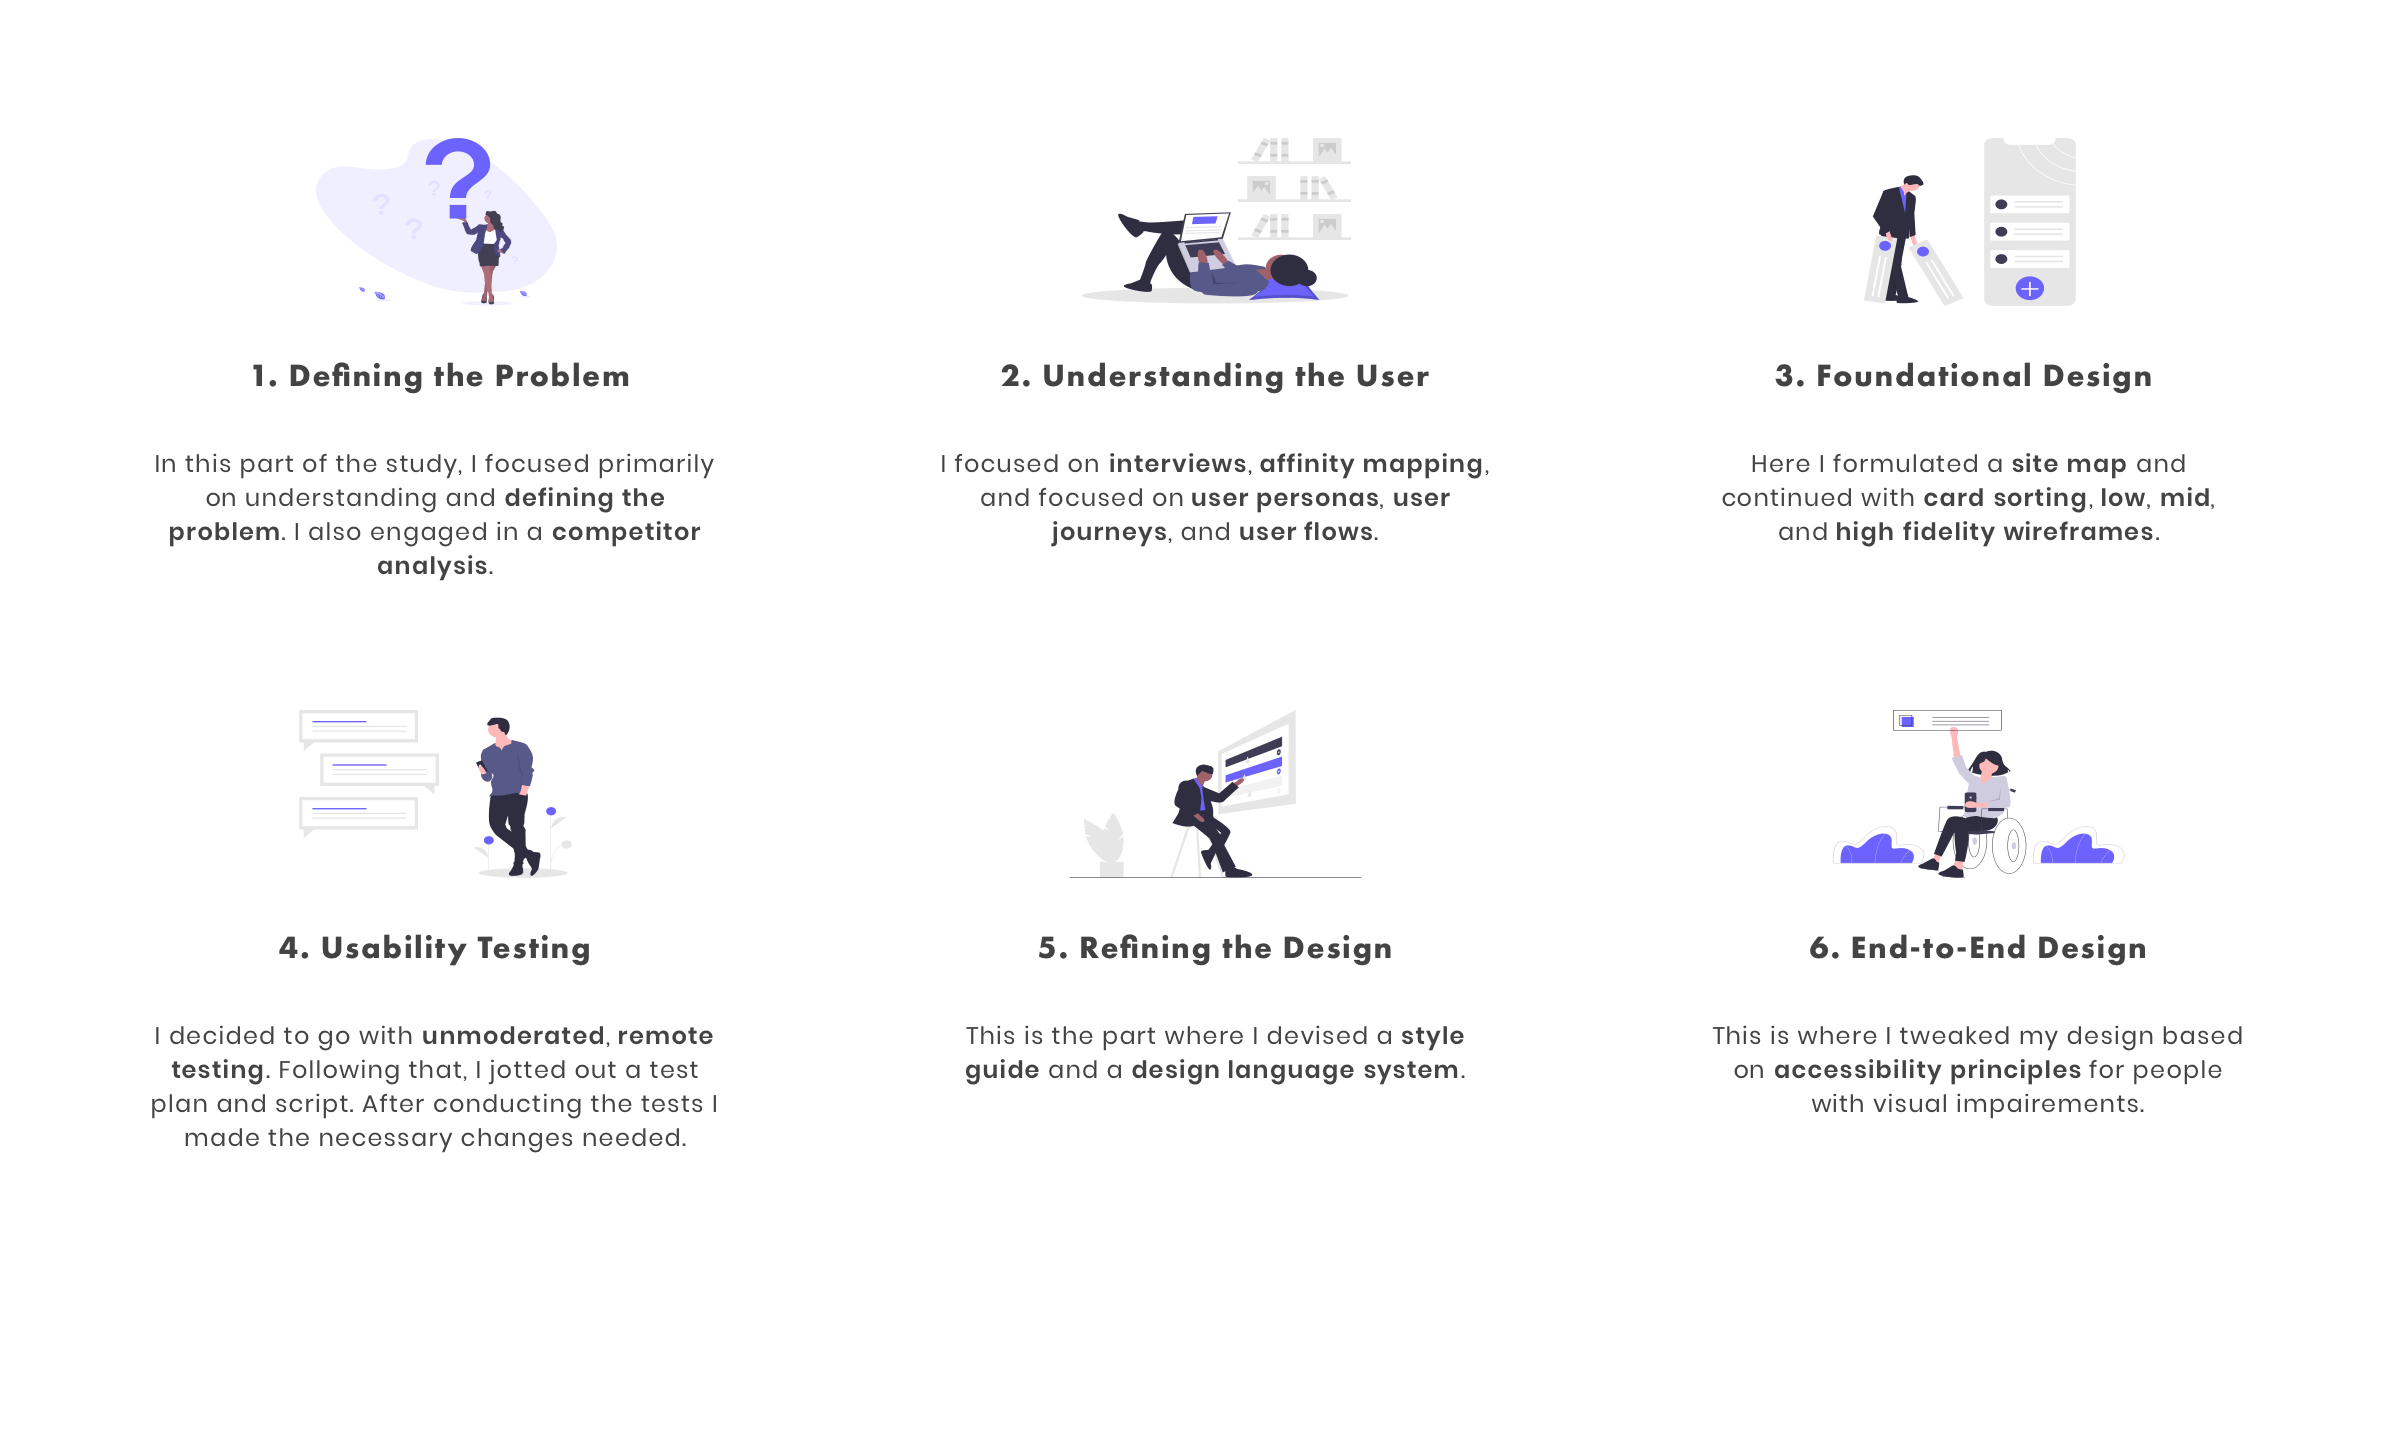 1. Defining the Problem
In this part of the study, I focused primarily
on understanding and defining the
problem. I also engaged in a competitor
analysis.
2. Understanding the User
I focused on interviews, affinity mapping,
and focused on user personas, user
journeys, and user flows.
3. Foundational Design
Here I formulated a site map and
continued with card sorting, low, mid,
and high fidelity wireframes.
4. Usability Testing
I decided to go with unmoderated, remote
testing. Following that, I jotted out a test
plan and script. After conducting the tests I
made the necessary changes needed.
5. Refining the Design
This is the part where I devised a style
guide and a design language system.
6. End-to-End Design
This is where I tweaked my design based
on accessibility principles for people
with visual impairements.